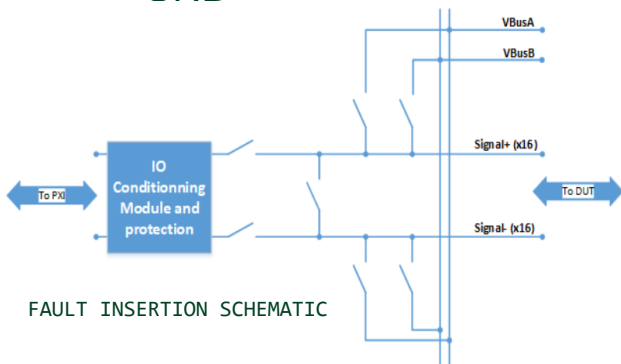 VBusA
VBusB
Signal+ (x16)
IO
Conditionning
Module and
protection
To PXI
To DUT
Signal- (x16)
FAULT INSERTION SCHEMATIC